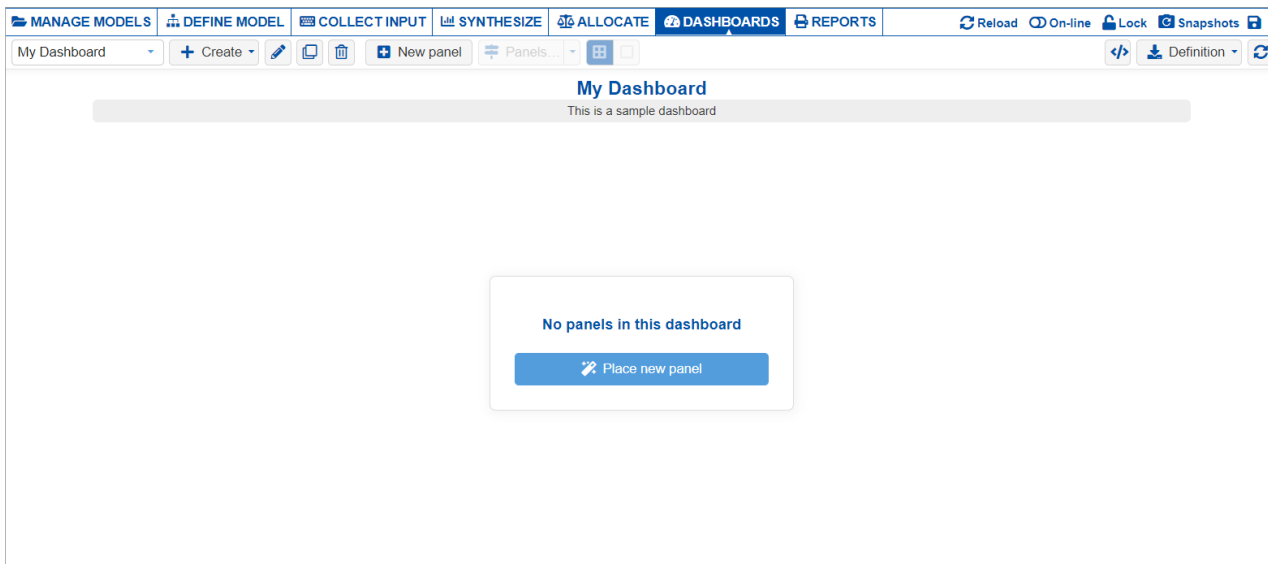 MANAGE MODELS DEFINE MODEL COLLECT INPUT SYNTHESIZE ALLOCATE DASHBOARDS REPORTS Reload On-line Lock Snapshots
My Dashboard Create New panel Panels... </> Definition
My Dashboard
This is a sample dashboard
No panels in this dashboard
Place new panel